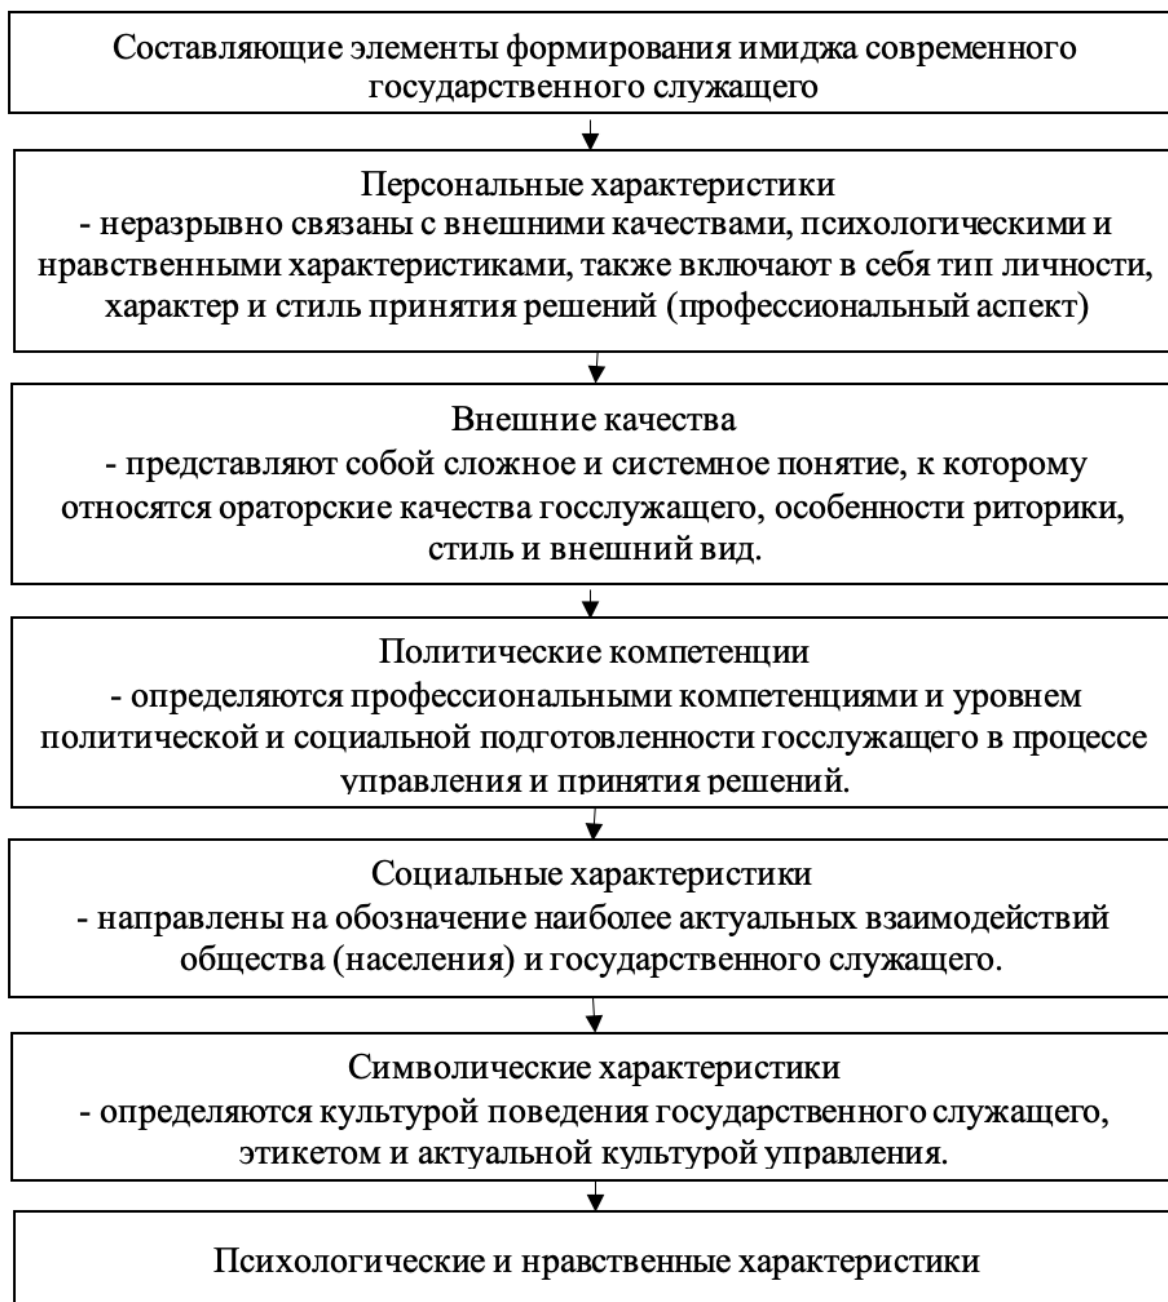 Составляющие элементы формирования имиджа современного
государственного служащего
Персональные характеристики
- неразрывно связаны с внешними качествами, психологическими и
нравственными характеристиками, также включают в себя тип личности,
характер и стиль принятия решений (профессиональный аспект)
Внешние качества
- представляют собой сложное и системное понятие, к которому
относятся ораторские качества госслужащего, особенности риторики,
стиль и внешний вид.
Политические компетенции
- определяются профессиональными компетенциями и уровнем
политической и социальной подготовленности госслужащего в процессе
управления и принятия решений.
Социальные характеристики
- направлены на обозначение наиболее актуальных взаимодействий
общества (населения) и государственного служащего.
Символические характеристики
- определяются культурой поведения государственного служащего,
этикетом и актуальной культурой управления.
Психологические и нравственные характеристики